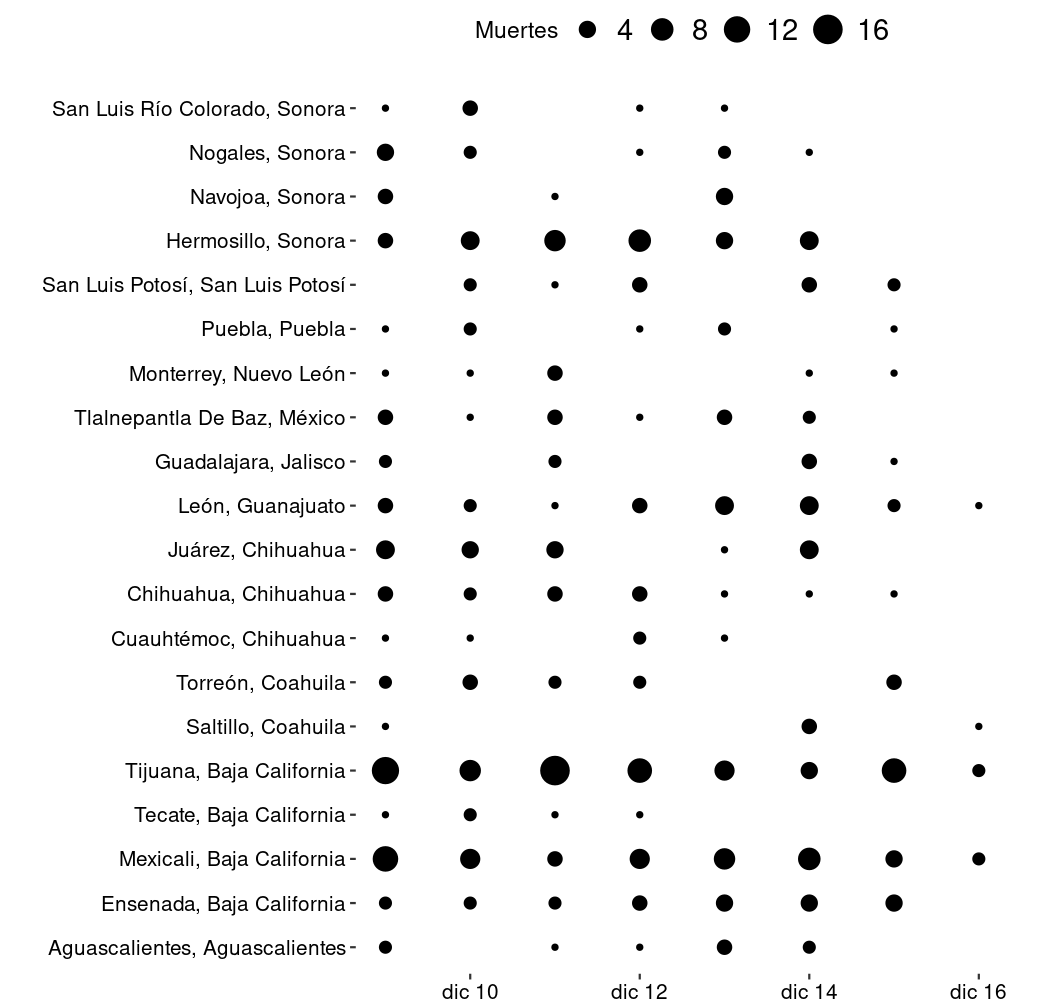 Muertes 4 8 12 16
San Luis Río Colorado, Sonora
Nogales, Sonora
Navojoa, Sonora
Hermosillo, Sonora
San Luis Potosí, San Luis Potosí
Puebla, Puebla
Monterrey, Nuevo León
Tlalnepantla De Baz, México
Guadalajara, Jalisco
León, Guanajuato
Juárez, Chihuahua
Chihuahua, Chihuahua
Cuauhtémoc, Chihuahua
Torreón, Coahuila
Saltillo, Coahuila
Tijuana, Baja California
Tecate, Baja California
Mexicali, Baja California
Ensenada, Baja California
Aguascalientes, Aguascalientes
dic 10 dic 12 dic 14 dic 16